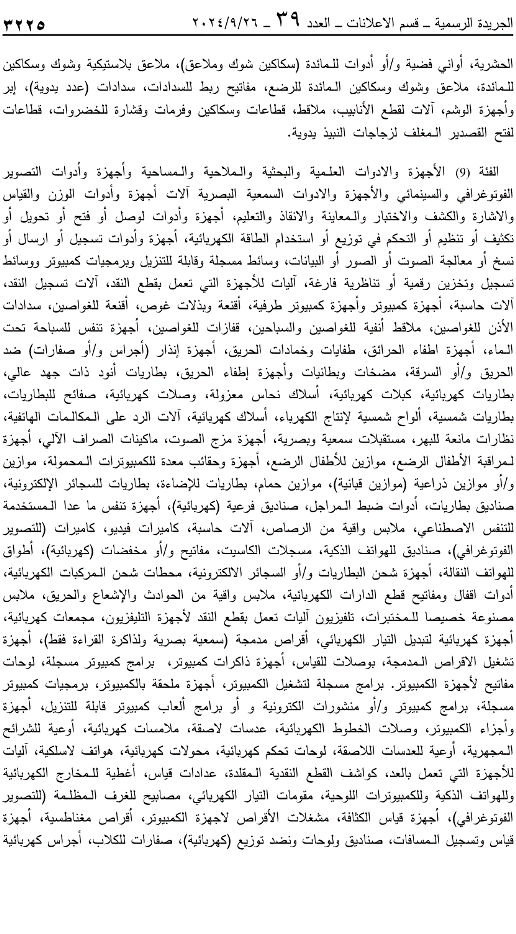 الجريدة الرسمية – قسم الاعلانات – العدد ٣٩ – ٢٠٢٤/٩/٢٦ ٣٢٢٥
الحشرية، أواني فضية و/أو أدوات للمائدة (سكاكين شوك وملاعق)، ملاعق بلاستيكية وشوك وسكاكين
للمائدة، ملاعق وشوك وسكاكين المائدة للرضع، مفاتيح ربط للسدادات، سدادات (عدد يدوية)، إبر
وأجهزة الوشم، آلات لقطع الأنابيب، ملاقط، قطاعات وسكاكين وفرمات وقشارة للخضروات، قطاعات
لفتح القصدير المغلف لزجاجات النبيذ يدوية.
الفئة (9) الأجهزة والادوات العلمية والبحثية والملاحية والمساحية وأجهزة وأدوات التصوير
الفوتوغرافي والسينمائي والأجهزة والادوات السمعية البصرية آلات أجهزة وأدوات الوزن والقياس
والاشارة والكشف والاختبار والمعاينة والانقاذ والتعليم، أجهزة وأدوات لوصل أو فتح أو تحويل أو
تكثيف أو تنظيم أو التحكم في توزيع أو استخدام الطاقة الكهربائية، أجهزة وأدوات تسجيل أو ارسال أو
نسخ أو معالجة الصوت أو الصور أو البيانات، وسائط مسجلة وقابلة للتنزيل وبرمجيات كمبيوتر ووسائط
تسجيل وتخزين رقمية أو تناظرية فارغة، آليات للأجهزة التي تعمل بقطع النقد، آلات تسجيل النقد،
آلات حاسبة، أجهزة كمبيوتر وأجهزة كمبيوتر طرفية، أقنعة وبذلات غوص، أقنعة للغواصين، سدادات
الأذن للغواصين، ملاقط أنفية للغواصين والسباحين، قفازات للغواصين، أجهزة تنفس للسباحة تحت
الماء، أجهزة اطفاء الحرائق، طفايات وخمادات الحريق، أجهزة إنذار (أجراس و/أو صفارات) ضد
الحريق و/أو السرقة، مضخات وبطانيات وأجهزة إطفاء الحريق، بطاريات أنود ذات جهد عالي،
بطاريات كهربائية، كبلات كهربائية، أسلاك نحاس معزولة، وصلات كهربائية، صفائح للبطاريات،
بطاريات شمسية، ألواح شمسية لإنتاج الكهرباء، أسلاك كهربائية، آلات الرد على المكالمات الهاتفية،
نظارات مانعة للبهر، مستقبلات سمعية وبصرية، أجهزة مزج الصوت، ماكينات الصراف الآلي، أجهزة
لمراقبة الأطفال الرضع، موازين للأطفال الرضع، أجهزة وحقائب معدة للكمبيوترات المحمولة، موازين
و/أو موازين ذراعية (موازين قبانية)، موازين حمام، بطاريات للإضاءة، بطاريات للسجائر الإلكترونية،
صناديق بطاريات، أدوات ضبط المراجل، صناديق فرعية (كهربائية)، أجهزة تنفس ما عدا المستخدمة
للتنفس الاصطناعي، ملابس واقية من الرصاص، آلات حاسبة، كاميرات فيديو، كاميرات (للتصوير
الفوتوغرافي)، صناديق للهواتف الذكية، مسجلات الكاسيت، مفاتيح و/أو مخفضات (كهربائية)، أطواق
للهواتف النقالة، أجهزة شحن البطاريات و/أو السجائر الالكترونية، محطات شحن المركبات الكهربائية،
أدوات اقفال ومفاتيح قطع الدارات الكهربائية، ملابس واقية من الحوادث والإشعاع والحريق، ملابس
مصنوعة خصيصا للمختبرات، تلفيزيون آليات تعمل بقطع النقد لأجهزة التليفزيون، مجمعات كهربائية،
أجهزة كهربائية لتبديل التيار الكهربائي، أقراص مدمجة (سمعية بصرية ولذاكرة القراءة فقط)، أجهزة
تشغيل الاقراص المدمجة، بوصلات للقياس، أجهزة ذاكرات كمبيوتر، برامج كمبيوتر مسجلة، لوحات
مفاتيح لأجهزة الكمبيوتر. برامج مسجلة لتشغيل الكمبيوتر، أجهزة ملحقة بالكمبيوتر، برمجيات كمبيوتر
مسجلة، برامج كمبيوتر و/أو منشورات الكترونية و أو برامج ألعاب كمبيوتر قابلة للتنزيل، أجهزة
وأجزاء الكمبيوتر، وصلات الخطوط الكهربائية، عدسات لاصقة، ملامسات كهربائية، أوعية للشرائح
المجهرية، أوعية للعدسات اللاصقة، لوحات تحكم كهربائية، محولات كهربائية، هواتف لاسلكية، آليات
للأجهزة التي تعمل بالعد، كواشف القطع النقدية المقلدة، عدادات قياس، أغطية للمخارج الكهربائية
وللهواتف الذكية وللكمبيوترات اللوحية، مقومات التيار الكهربائي، مصابيح للغرف المظلمة (للتصوير
الفوتوغرافي)، أجهزة قياس الكثافة، مشغلات الأقراص لاجهزة الكمبيوتر، أقراص مغناطسية، أجهزة
قياس وتسجيل المسافات، صناديق ولوحات ونضد توزيع (كهربائية)، صفارات للكلاب، أجراس كهربائية